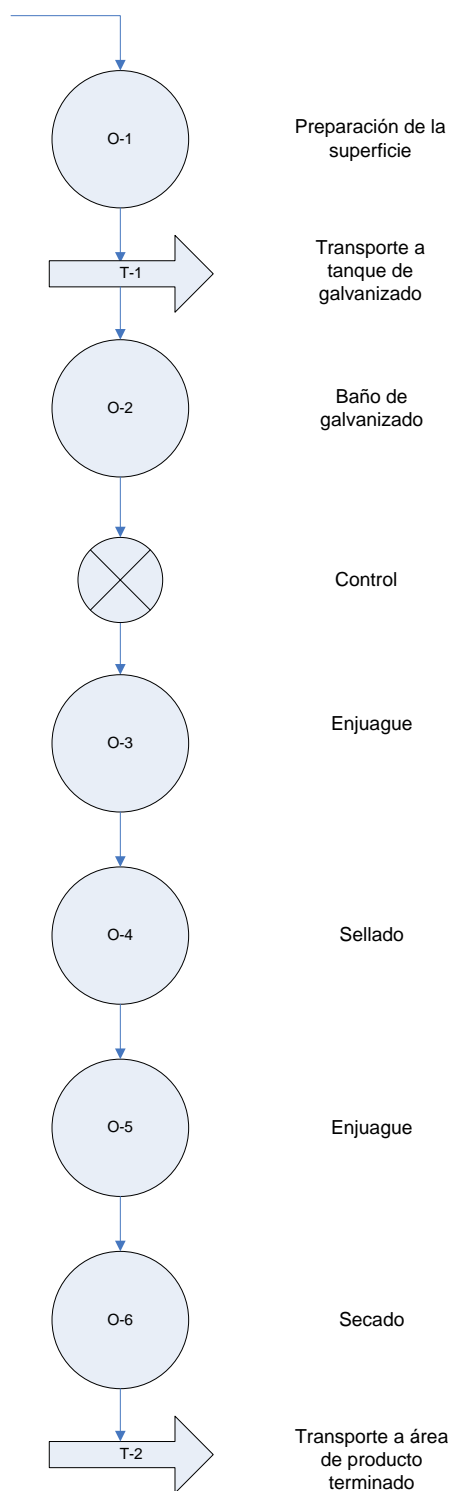 O-1
Preparación de la
superficie
T-1
Transporte a
tanque de
galvanizado
O-2
Baño de
galvanizado
Control
O-3
Enjuague
O-4
Sellado
O-5
Enjuague
O-6
Secado
T-2
Transporte a área
de producto
terminado